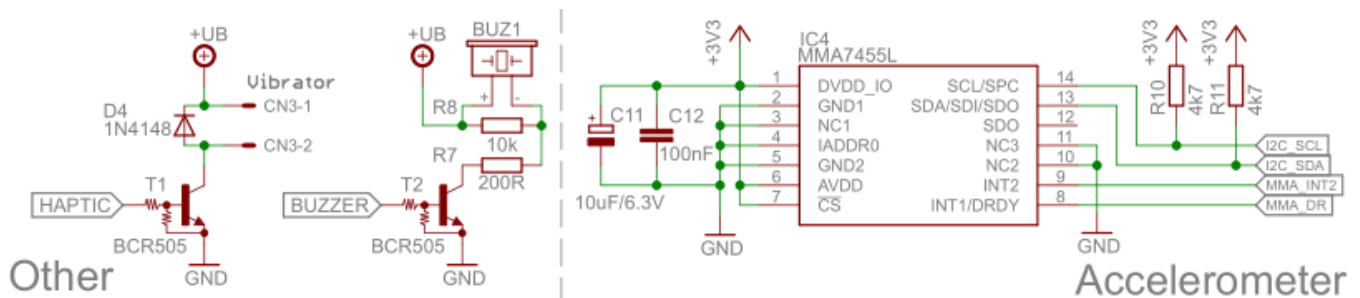 +UB
Vibrator
D4
1N4148
CN3-1
CN3-2
HAPTIC
T1
BCR505
GND
Other
+UB
BUZ1
+ -
R8
10k
R7
200R
BUZZER
T2
BCR505
GND
+3V3
+
C11
10uF/6.3V
C12
100nF
GND
IC4
MMA7455L
1 DVDD_IO
2 GND1
3 NC1
4 IADDR0
5 GND2
6 AVDD
7 CS
SCL/SPC 14
SDA/SDI/SDO 13
SDO 12
NC3 11
NC2 10
INT2 9
INT1/DRDY 8
+3V3
R10
4k7
+3V3
R11
4k7
I2C_SCL
I2C_SDA
MMA_INT2
MMA_DR
GND
Accelerometer